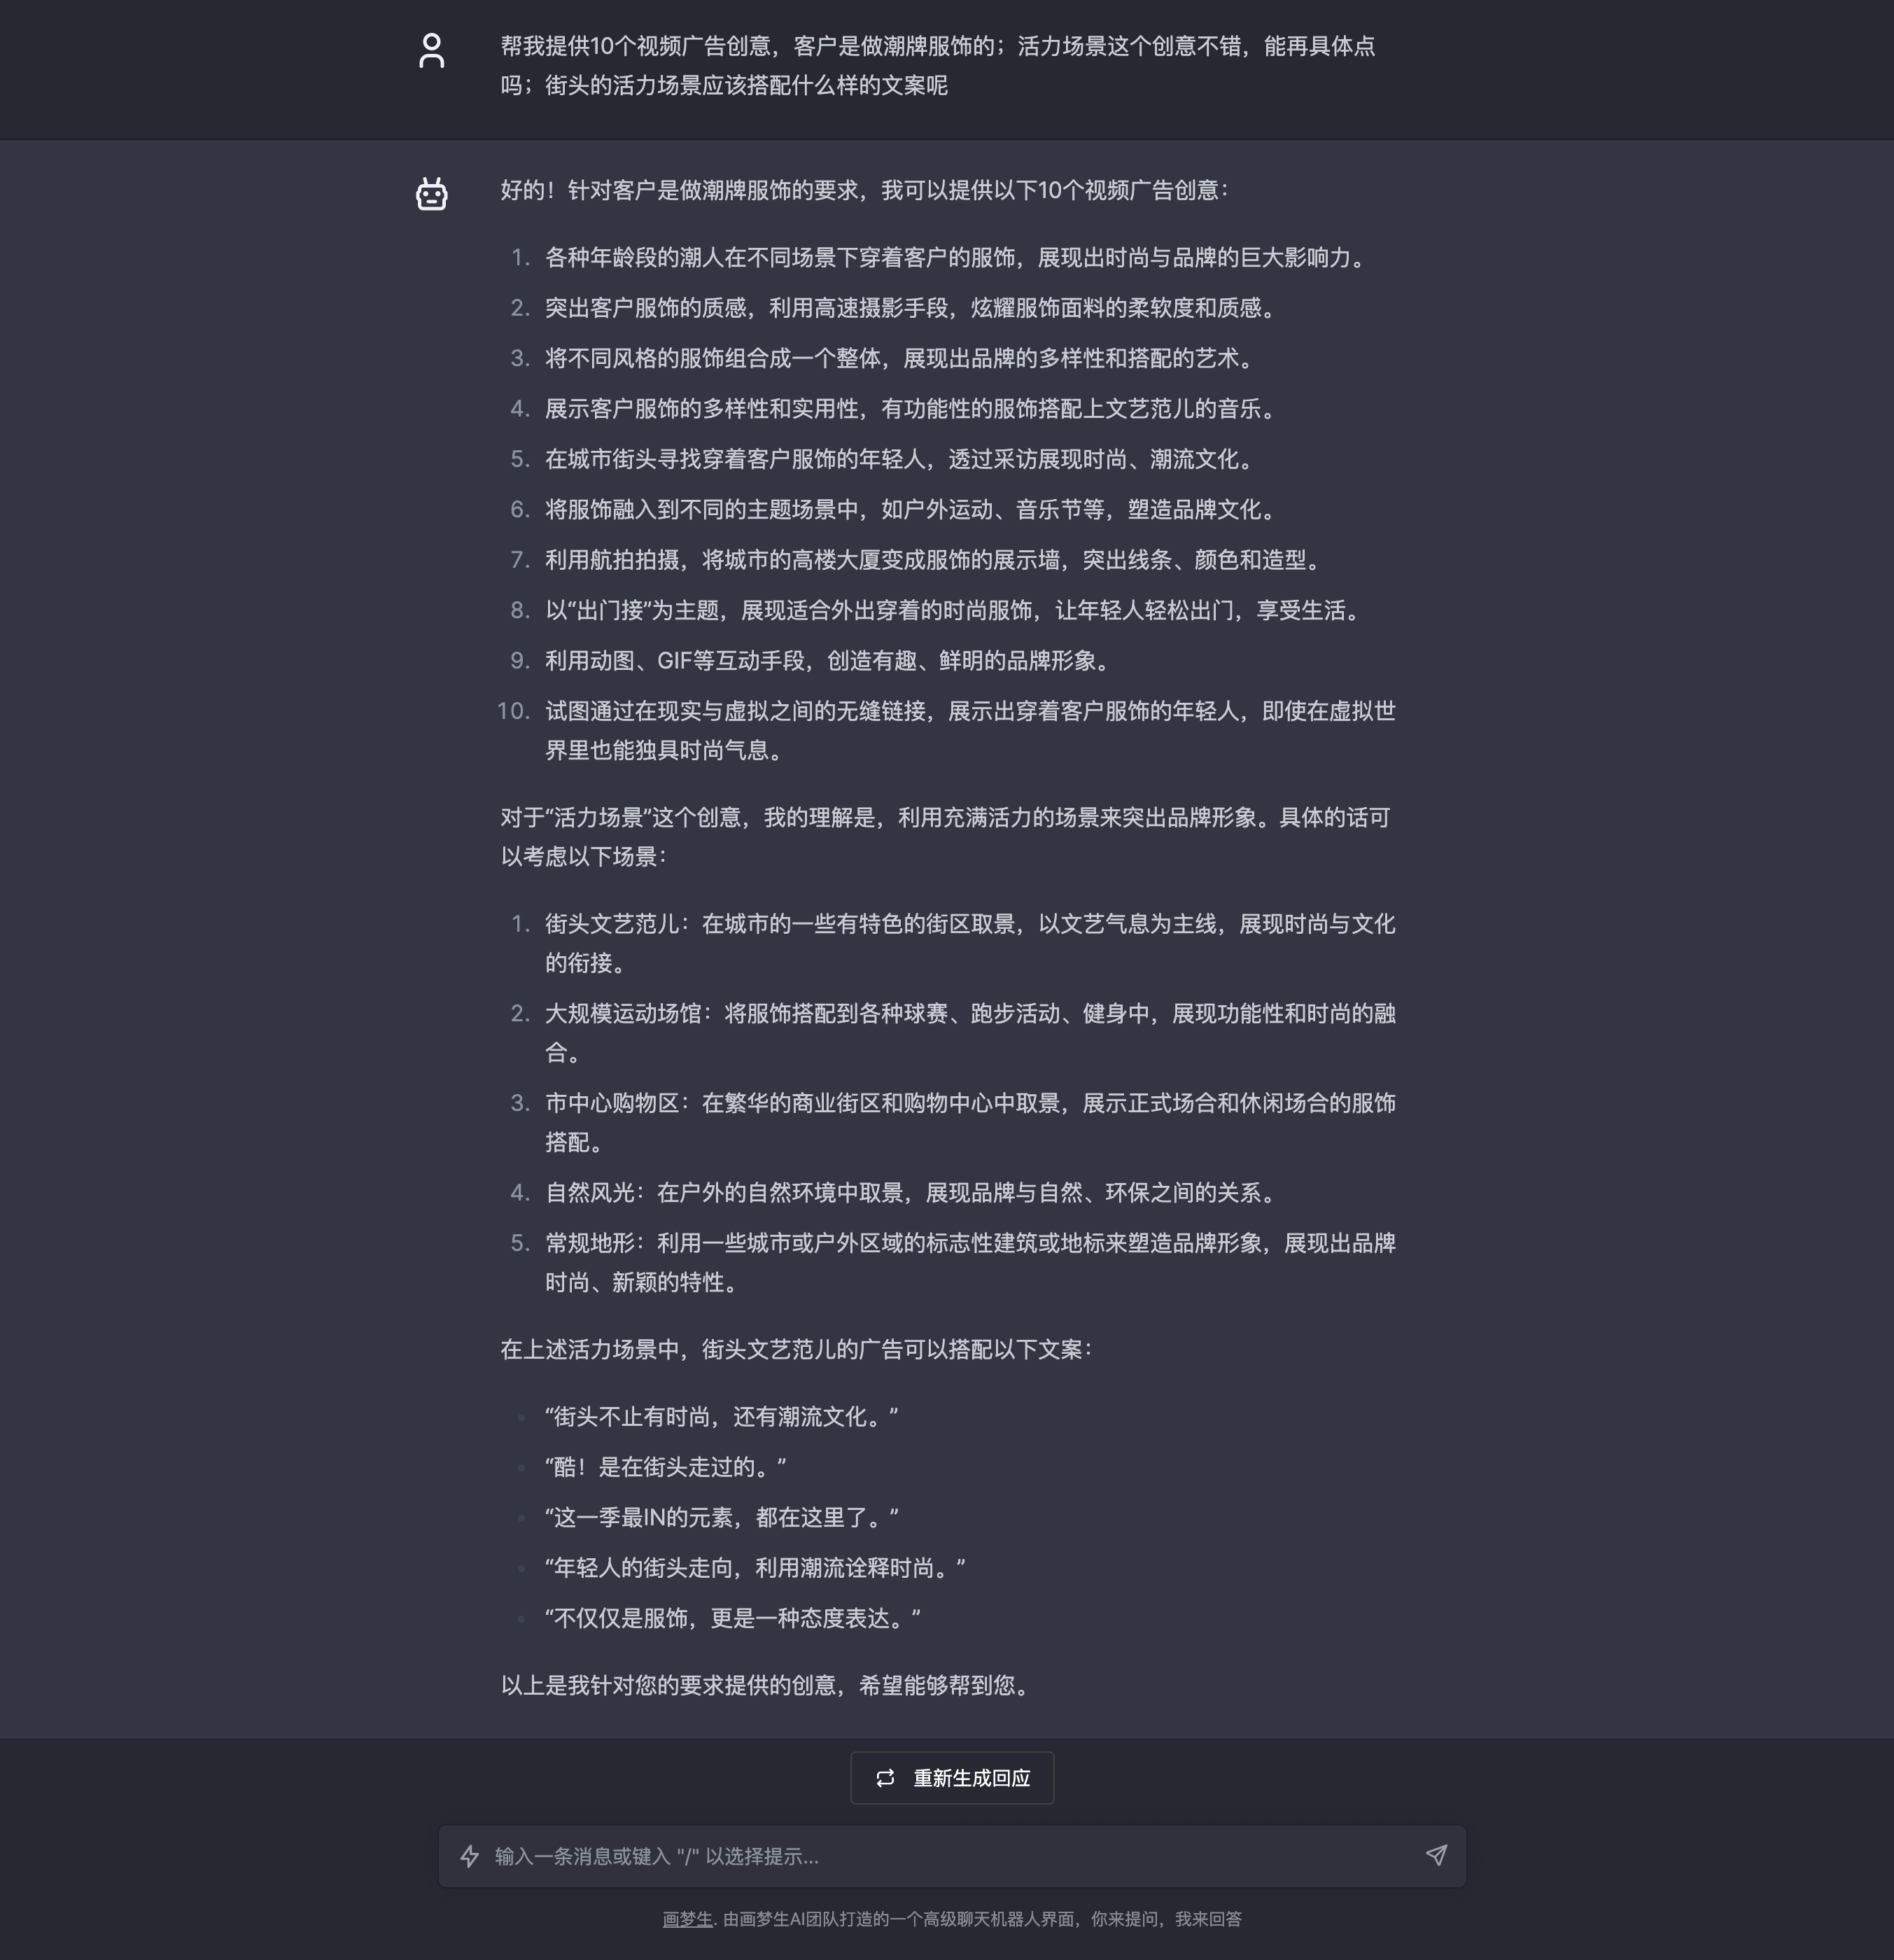 帮我提供10个视频广告创意，客户是做潮牌服饰的；活力场景这个创意不错，能再具体点
吗；街头的活力场景应该搭配什么样的文案呢
好的！针对客户是做潮牌服饰的要求，我可以提供以下10个视频广告创意：
1. 各种年龄段的潮人在不同场景下穿着客户的服饰，展现出时尚与品牌的巨大影响力。
2. 突出客户服饰的质感，利用高速摄影手段，炫耀服饰面料的柔软度和质感。
3. 将不同风格的服饰组合成一个整体，展现出品牌的多样性和搭配的艺术。
4. 展示客户服饰的多样性和实用性，有功能性的服饰搭配上文艺范儿的音乐。
5. 在城市街头寻找穿着客户服饰的年轻人，透过采访展现时尚、潮流文化。
6. 将服饰融入到不同的主题场景中，如户外运动、音乐节等，塑造品牌文化。
7. 利用航拍拍摄，将城市的高楼大厦变成服饰的展示墙，突出线条、颜色和造型。
8. 以“出门接”为主题，展现适合外出穿着的时尚服饰，让年轻人轻松出门，享受生活。
9. 利用动图、GIF等互动手段，创造有趣、鲜明的品牌形象。
10. 试图通过在现实与虚拟之间的无缝链接，展示出穿着客户服饰的年轻人，即使在虚拟世
界里也能独具时尚气息。
对于“活力场景”这个创意，我的理解是，利用充满活力的场景来突出品牌形象。具体的话可
以考虑以下场景：
1. 街头文艺范儿：在城市的一些有特色的街区取景，以文艺气息为主线，展现时尚与文化
的衔接。
2. 大规模运动场馆：将服饰搭配到各种球赛、跑步活动、健身中，展现功能性和时尚的融
合。
3. 市中心购物区：在繁华的商业街区和购物中心中取景，展示正式场合和休闲场合的服饰
搭配。
4. 自然风光：在户外的自然环境中取景，展现品牌与自然、环保之间的关系。
5. 常规地形：利用一些城市或户外区域的标志性建筑或地标来塑造品牌形象，展现出品牌
时尚、新颖的特性。
在上述活力场景中，街头文艺范儿的广告可以搭配以下文案：
“街头不止有时尚，还有潮流文化。”
“酷！是在街头走过的。”
“这一季最IN的元素，都在这里了。”
“年轻人的街头走向，利用潮流诠释时尚。”
“不仅仅是服饰，更是一种态度表达。”
以上是我针对您的要求提供的创意，希望能够帮到您。
重新生成回应
输入一条消息或键入 "/" 以选择提示...
画梦生. 由画梦生AI团队打造的一个高级聊天机器人界面，你来提问，我来回答